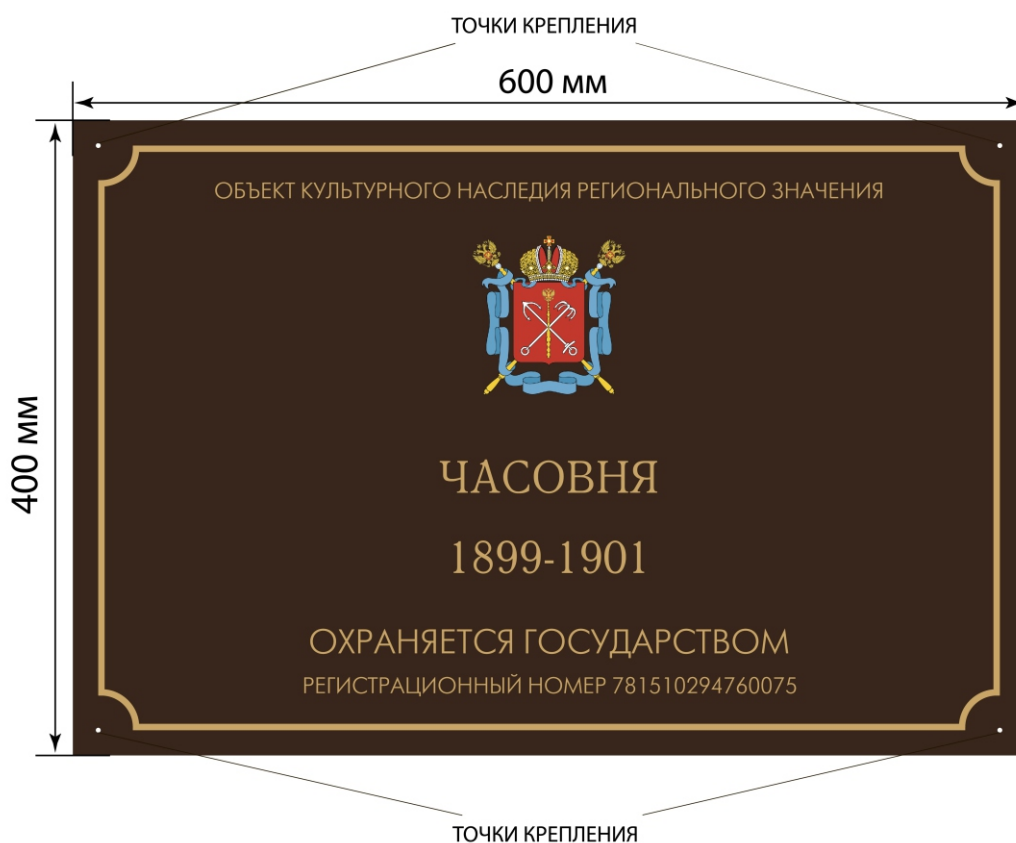 ТОЧКИ КРЕПЛЕНИЯ
600 мм
400 мм
ОБЪЕКТ КУЛЬТУРНОГО НАСЛЕДИЯ РЕГИОНАЛЬНОГО ЗНАЧЕНИЯ
ЧАСОВНЯ
1899-1901
ОХРАНЯЕТСЯ ГОСУДАРСТВОМ
РЕГИСТРАЦИОННЫЙ НОМЕР 781510294760075
ТОЧКИ КРЕПЛЕНИЯ